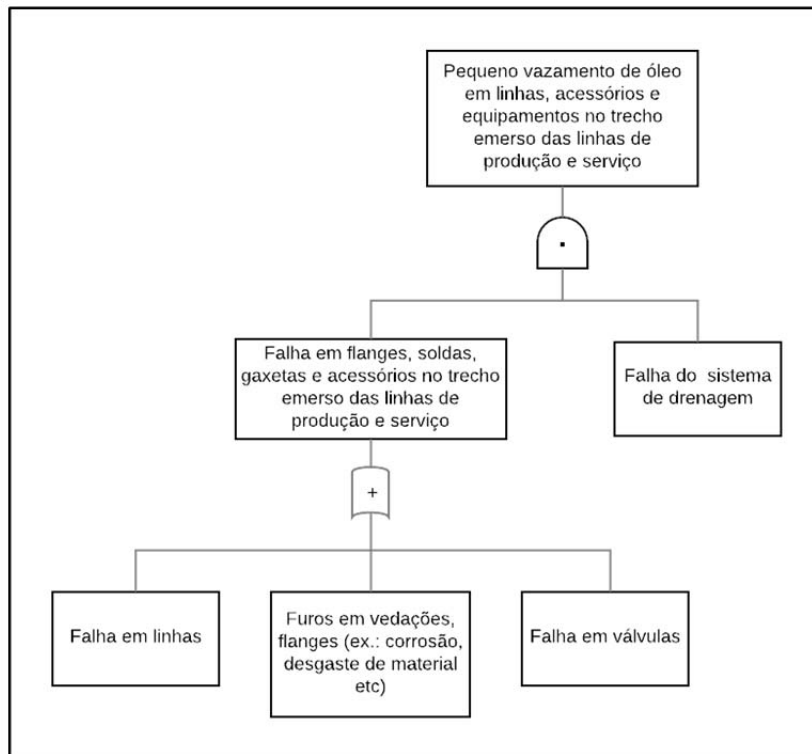 Pequeno vazamento de óleo
em linhas, acessórios e
equipamentos no trecho
emerso das linhas de
produção e serviço
Falha em flanges, soldas,
gaxetas e acessórios no trecho
emerso das linhas de
produção e serviço
Falha do sistema
de drenagem
+
Falha em linhas
Furos em vedações,
flanges (ex.: corrosão,
desgaste de material
etc)
Falha em válvulas